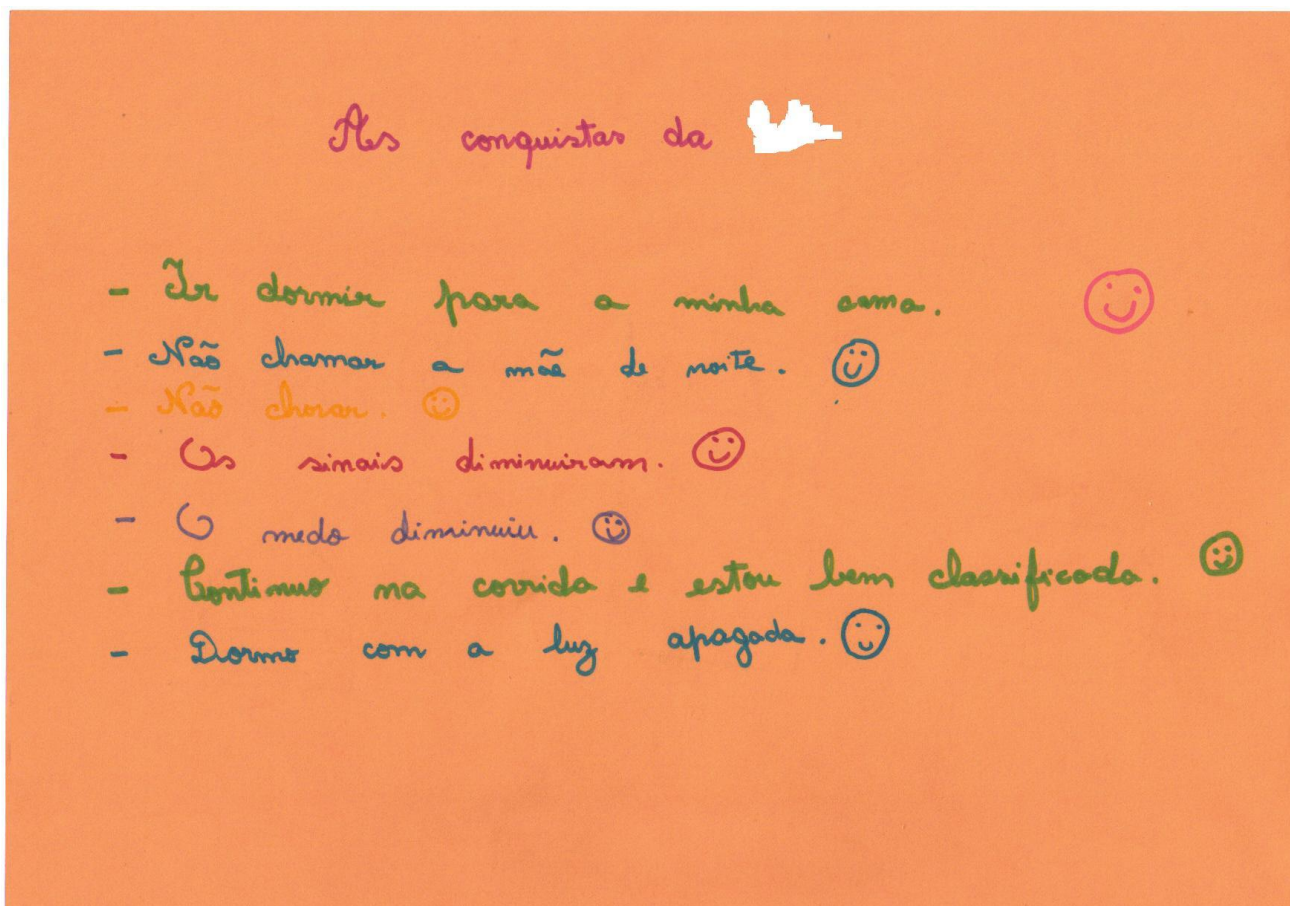 As conquistas da
- Ir dormir para a minha cama.
- Não chamar a mãe de noite.
- Não chorar.
- Os sinais diminuiram.
- O medo diminuiu.
- Continuo na corrida e estou bem classificada.
- Dormo com a luz apagada.